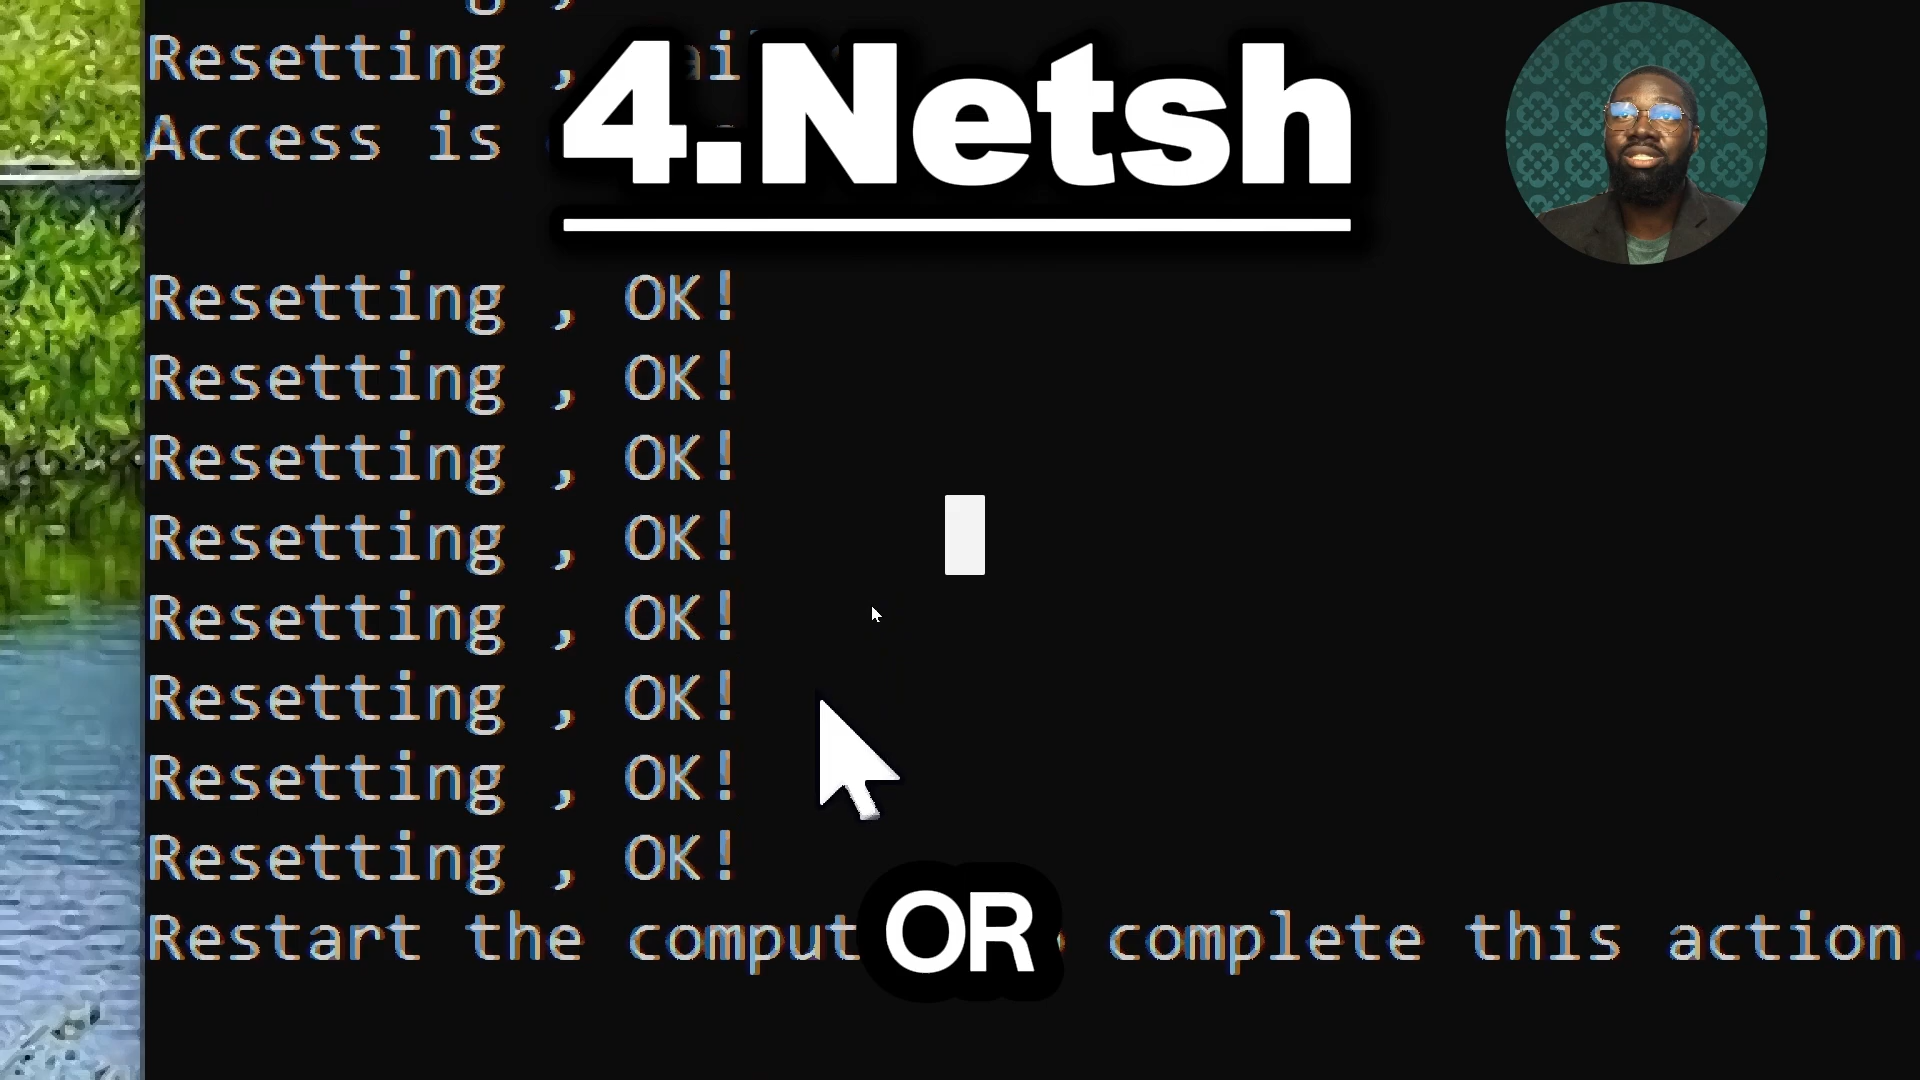 Resetting ,
4.Netsh
Access is
Resetting , OK!
Resetting , OK!
Resetting , OK!
Resetting , OK!
Resetting , OK!
Resetting , OK!
Resetting , OK!
Resetting , OK!
Restart the complete this action
OR